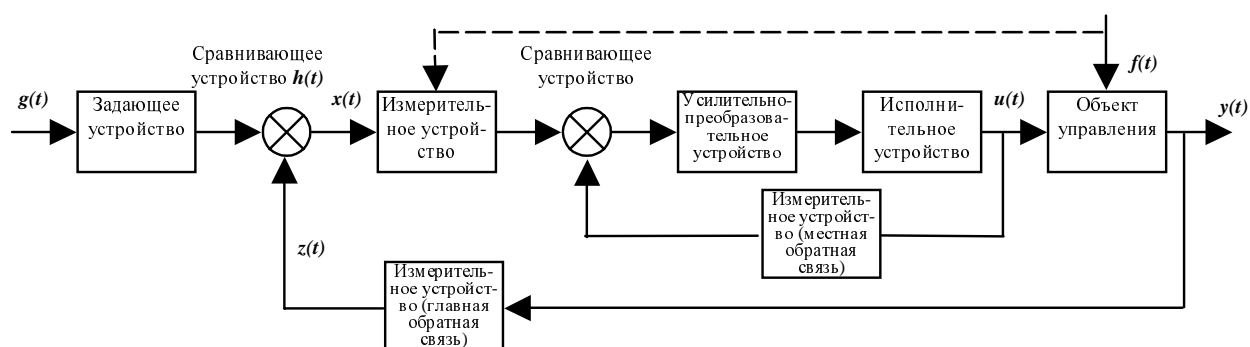 Сравнивающее
устройство h(t)
Сравнивающее
устройство
f(t)
g(t)
Задающее
устройство
x(t)
Измеритель-
ное устрой-
ство
Усилительно-
преобразова-
тельное
устройство
Исполни-
тельное
устройство
u(t)
Объект
управления
y(t)
Измеритель-
ное устройст-
во (местная
обратная
связь)
z(t)
Измеритель-
ное устройст-
во (главная
обратная
связь)